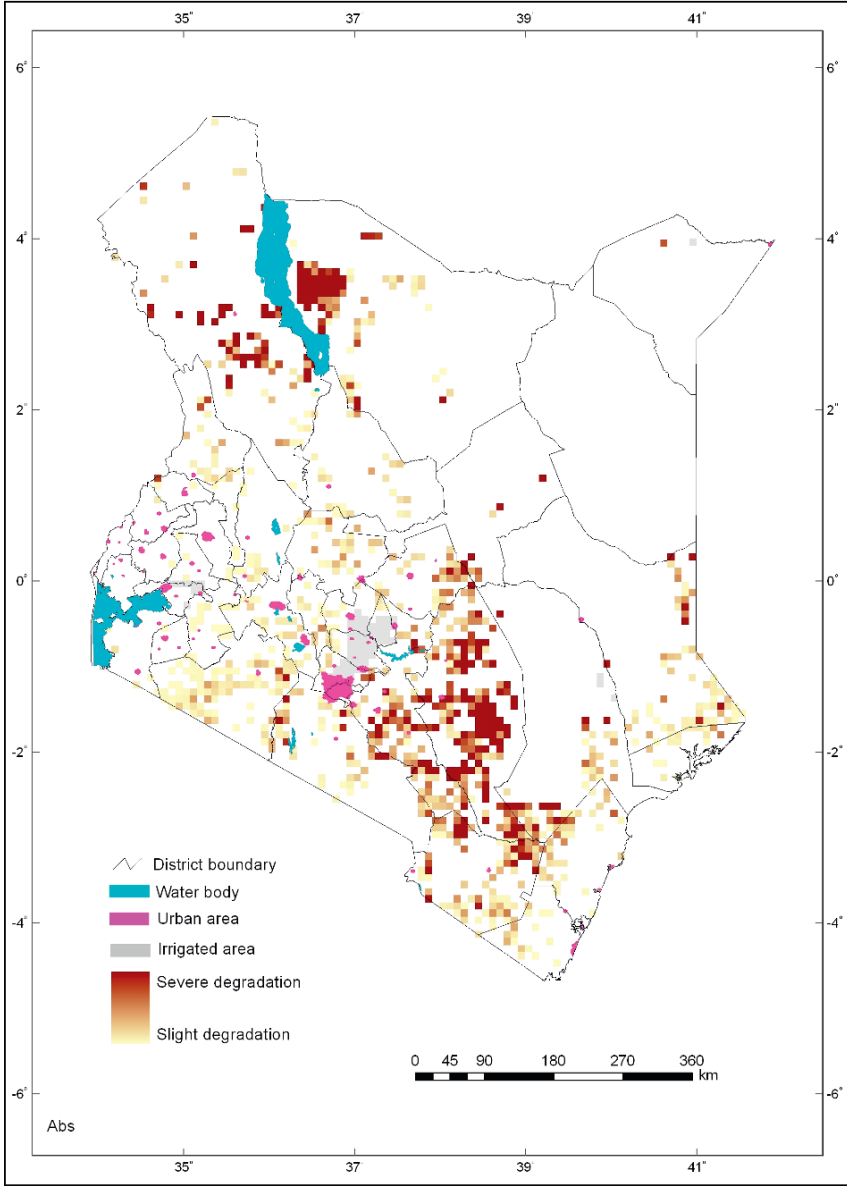 35° 37° 39° 41°
6° 6°
4° 4°
2° 2°
0° 0°
-2° -2°
-4° -4°
-6° -6°
District boundary
Water body
Urban area
Irrigated area
Severe degradation
Slight degradation
0 45 90 180 270 360
km
Abs
35° 37° 39° 41°